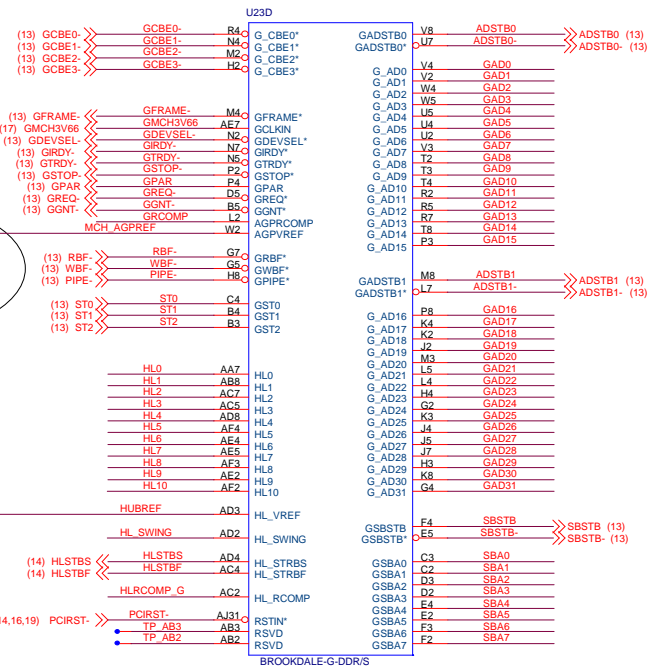 U23D
(13) GCBE0- GCBE0- R4 G_CBE0* GADSTB0 V8 ADSTB0 ADSTB0 (13)
(13) GCBE1- GCBE1- N4 G_CBE1* GADSTB0* U7 ADSTB0- ADSTB0- (13)
(13) GCBE2- GCBE2- M2 G_CBE2*
(13) GCBE3- GCBE3- H2 G_CBE3*
G_AD0 V4 GAD0
G_AD1 V2 GAD1
G_AD2 W4 GAD2
G_AD3 W5 GAD3
(13) GFRAME- GFRAME- M4 GFRAME* G_AD4 U5 GAD4
(17) GMCH3V66 GMCH3V66 AE7 GCLKIN G_AD5 U4 GAD5
(13) GDEVSEL- GDEVSEL- N2 GDEVSEL* G_AD6 U2 GAD6
(13) GIRDY- GIRDY- N7 GIRDY* G_AD7 V3 GAD7
(13) GTRDY- GTRDY- N5 GTRDY* G_AD8 T2 GAD8
(13) GSTOP- GSTOP- P2 GSTOP* G_AD9 T3 GAD9
(13) GPAR GPAR P4 GPAR G_AD10 T4 GAD10
(13) GREQ- GREQ- D5 GREQ* G_AD11 R2 GAD11
(13) GGNT- GGNT- B5 GGNT* G_AD12 R5 GAD12
GRCOMP L2 AGPRCOMP G_AD13 R7 GAD13
MCH_AGPREF W2 AGPVREF G_AD14 T8 GAD14
G_AD15 P3 GAD15
(13) RBF- RBF- G7 GRBF*
(13) WBF- WBF- G5 GWBF*
(13) PIPE- PIPE- H8 GPIPE* GADSTB1 M8 ADSTB1 ADSTB1 (13)
GADSTB1* L7 ADSTB1- ADSTB1- (13)
(13) ST0 ST0 C4 GST0
(13) ST1 ST1 B4 GST1 G_AD16 P8 GAD16
(13) ST2 ST2 B3 GST2 G_AD17 K4 GAD17
G_AD18 K2 GAD18
G_AD19 J2 GAD19
G_AD20 M3 GAD20
HL0 AA7 HL0 G_AD21 L5 GAD21
HL1 AB8 HL1 G_AD22 L4 GAD22
HL2 AC7 HL2 G_AD23 H4 GAD23
HL3 AC5 HL3 G_AD24 G2 GAD24
HL4 AD8 HL4 G_AD25 K3 GAD25
HL5 AF4 HL5 G_AD26 J4 GAD26
HL6 AE4 HL6 G_AD27 J5 GAD27
HL7 AE5 HL7 G_AD28 J7 GAD28
HL8 AF3 HL8 G_AD29 H3 GAD29
HL9 AE2 HL9 G_AD30 K8 GAD30
HL10 AF2 HL10 G_AD31 G4 GAD31
HUBREF AD3 HL_VREF
GSBSTB F4 SBSTB SBSTB (13)
HL_SWING AD2 HL_SWING GSBSTB* E5 SBSTB- SBSTB- (13)
(14) HLSTBS HLSTBS AD4 HL_STRBS GSBA0 C3 SBA0
(14) HLSTBF HLSTBF AC4 HL_STRBF GSBA1 C2 SBA1
GSBA2 D3 SBA2
HLRCOMP_G AC2 HL_RCOMP GSBA3 D2 SBA3
GSBA4 E4 SBA4
4,16,19) PCIRST- PCIRST- AJ31 RSTIN* GSBA5 E2 SBA5
TP_AB3 AB3 RSVD GSBA6 F3 SBA6
TP_AB2 AB2 RSVD GSBA7 F2 SBA7
BROOKDALE-G-DDR/S